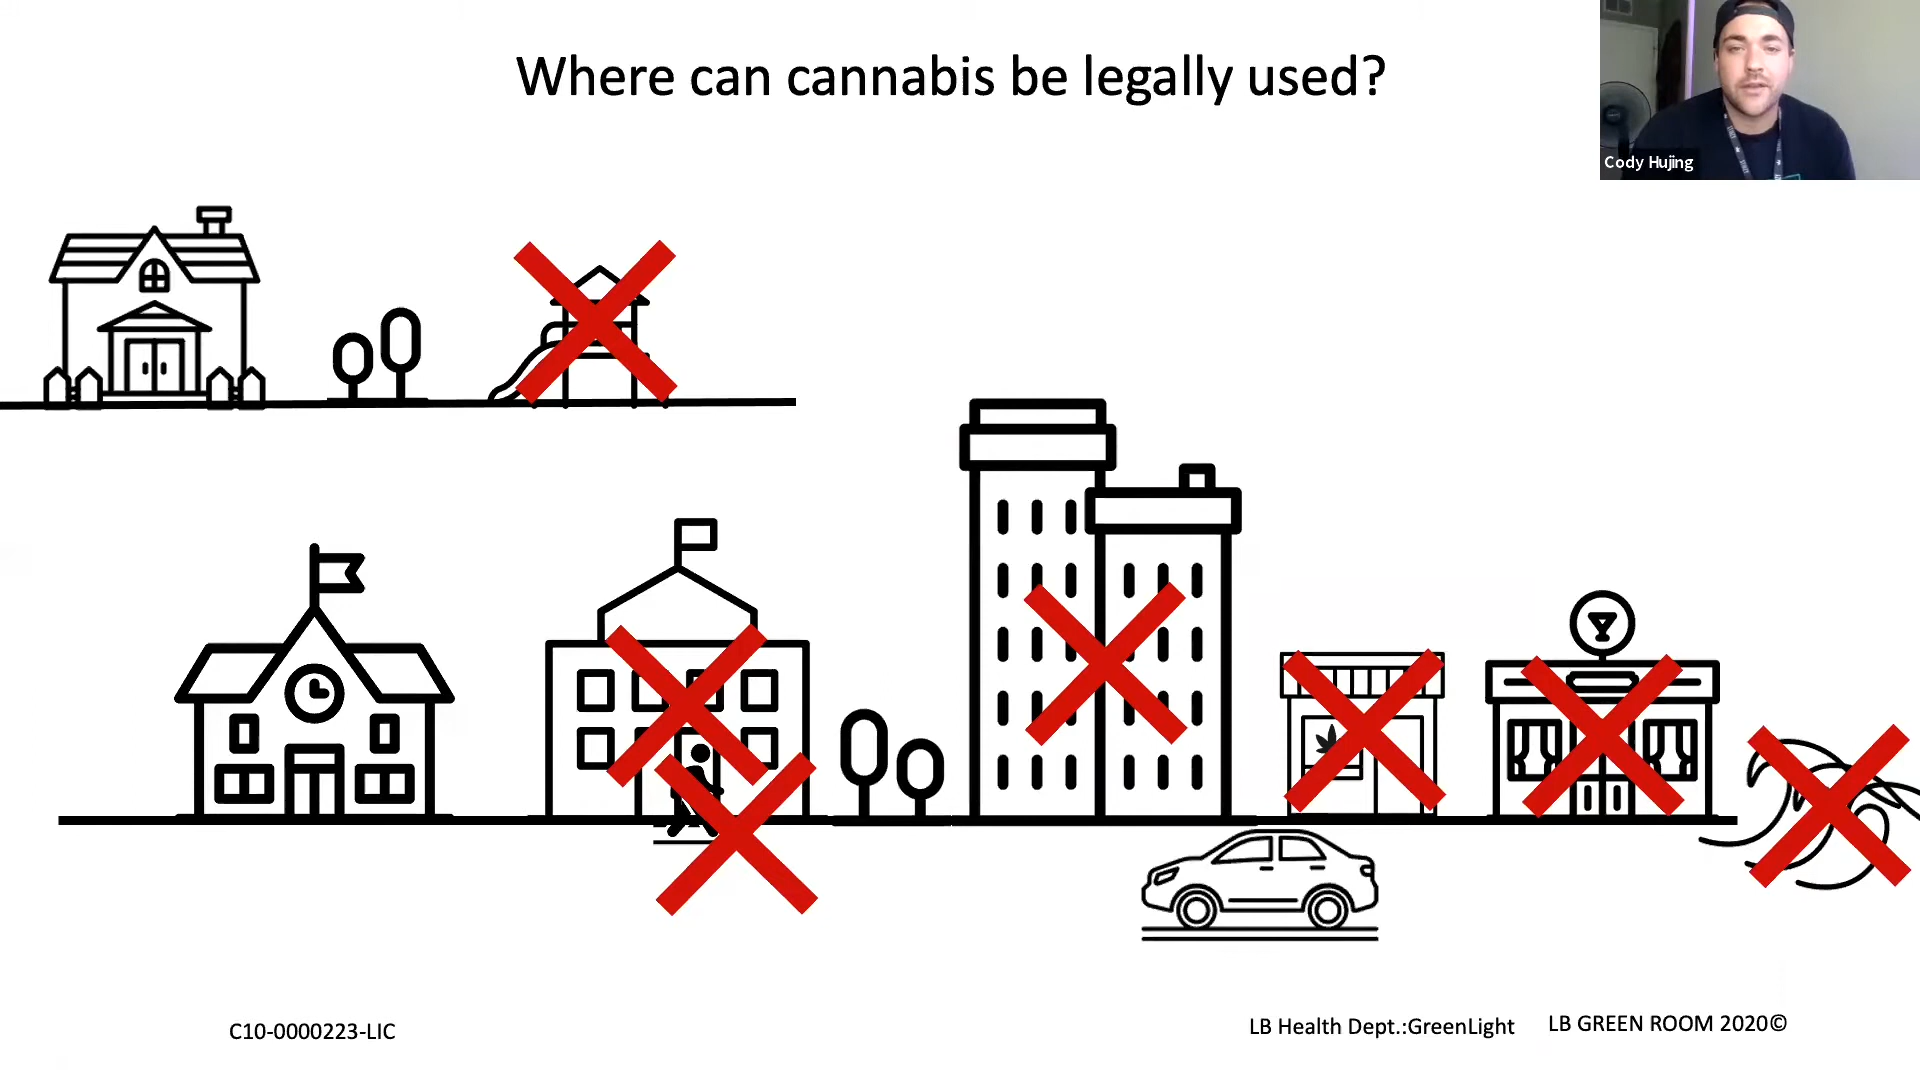 Where can cannabis be legally used?
Cody Hujing
C10-0000223-LIC
LB Health Dept.:GreenLight
LB GREEN ROOM 2020©